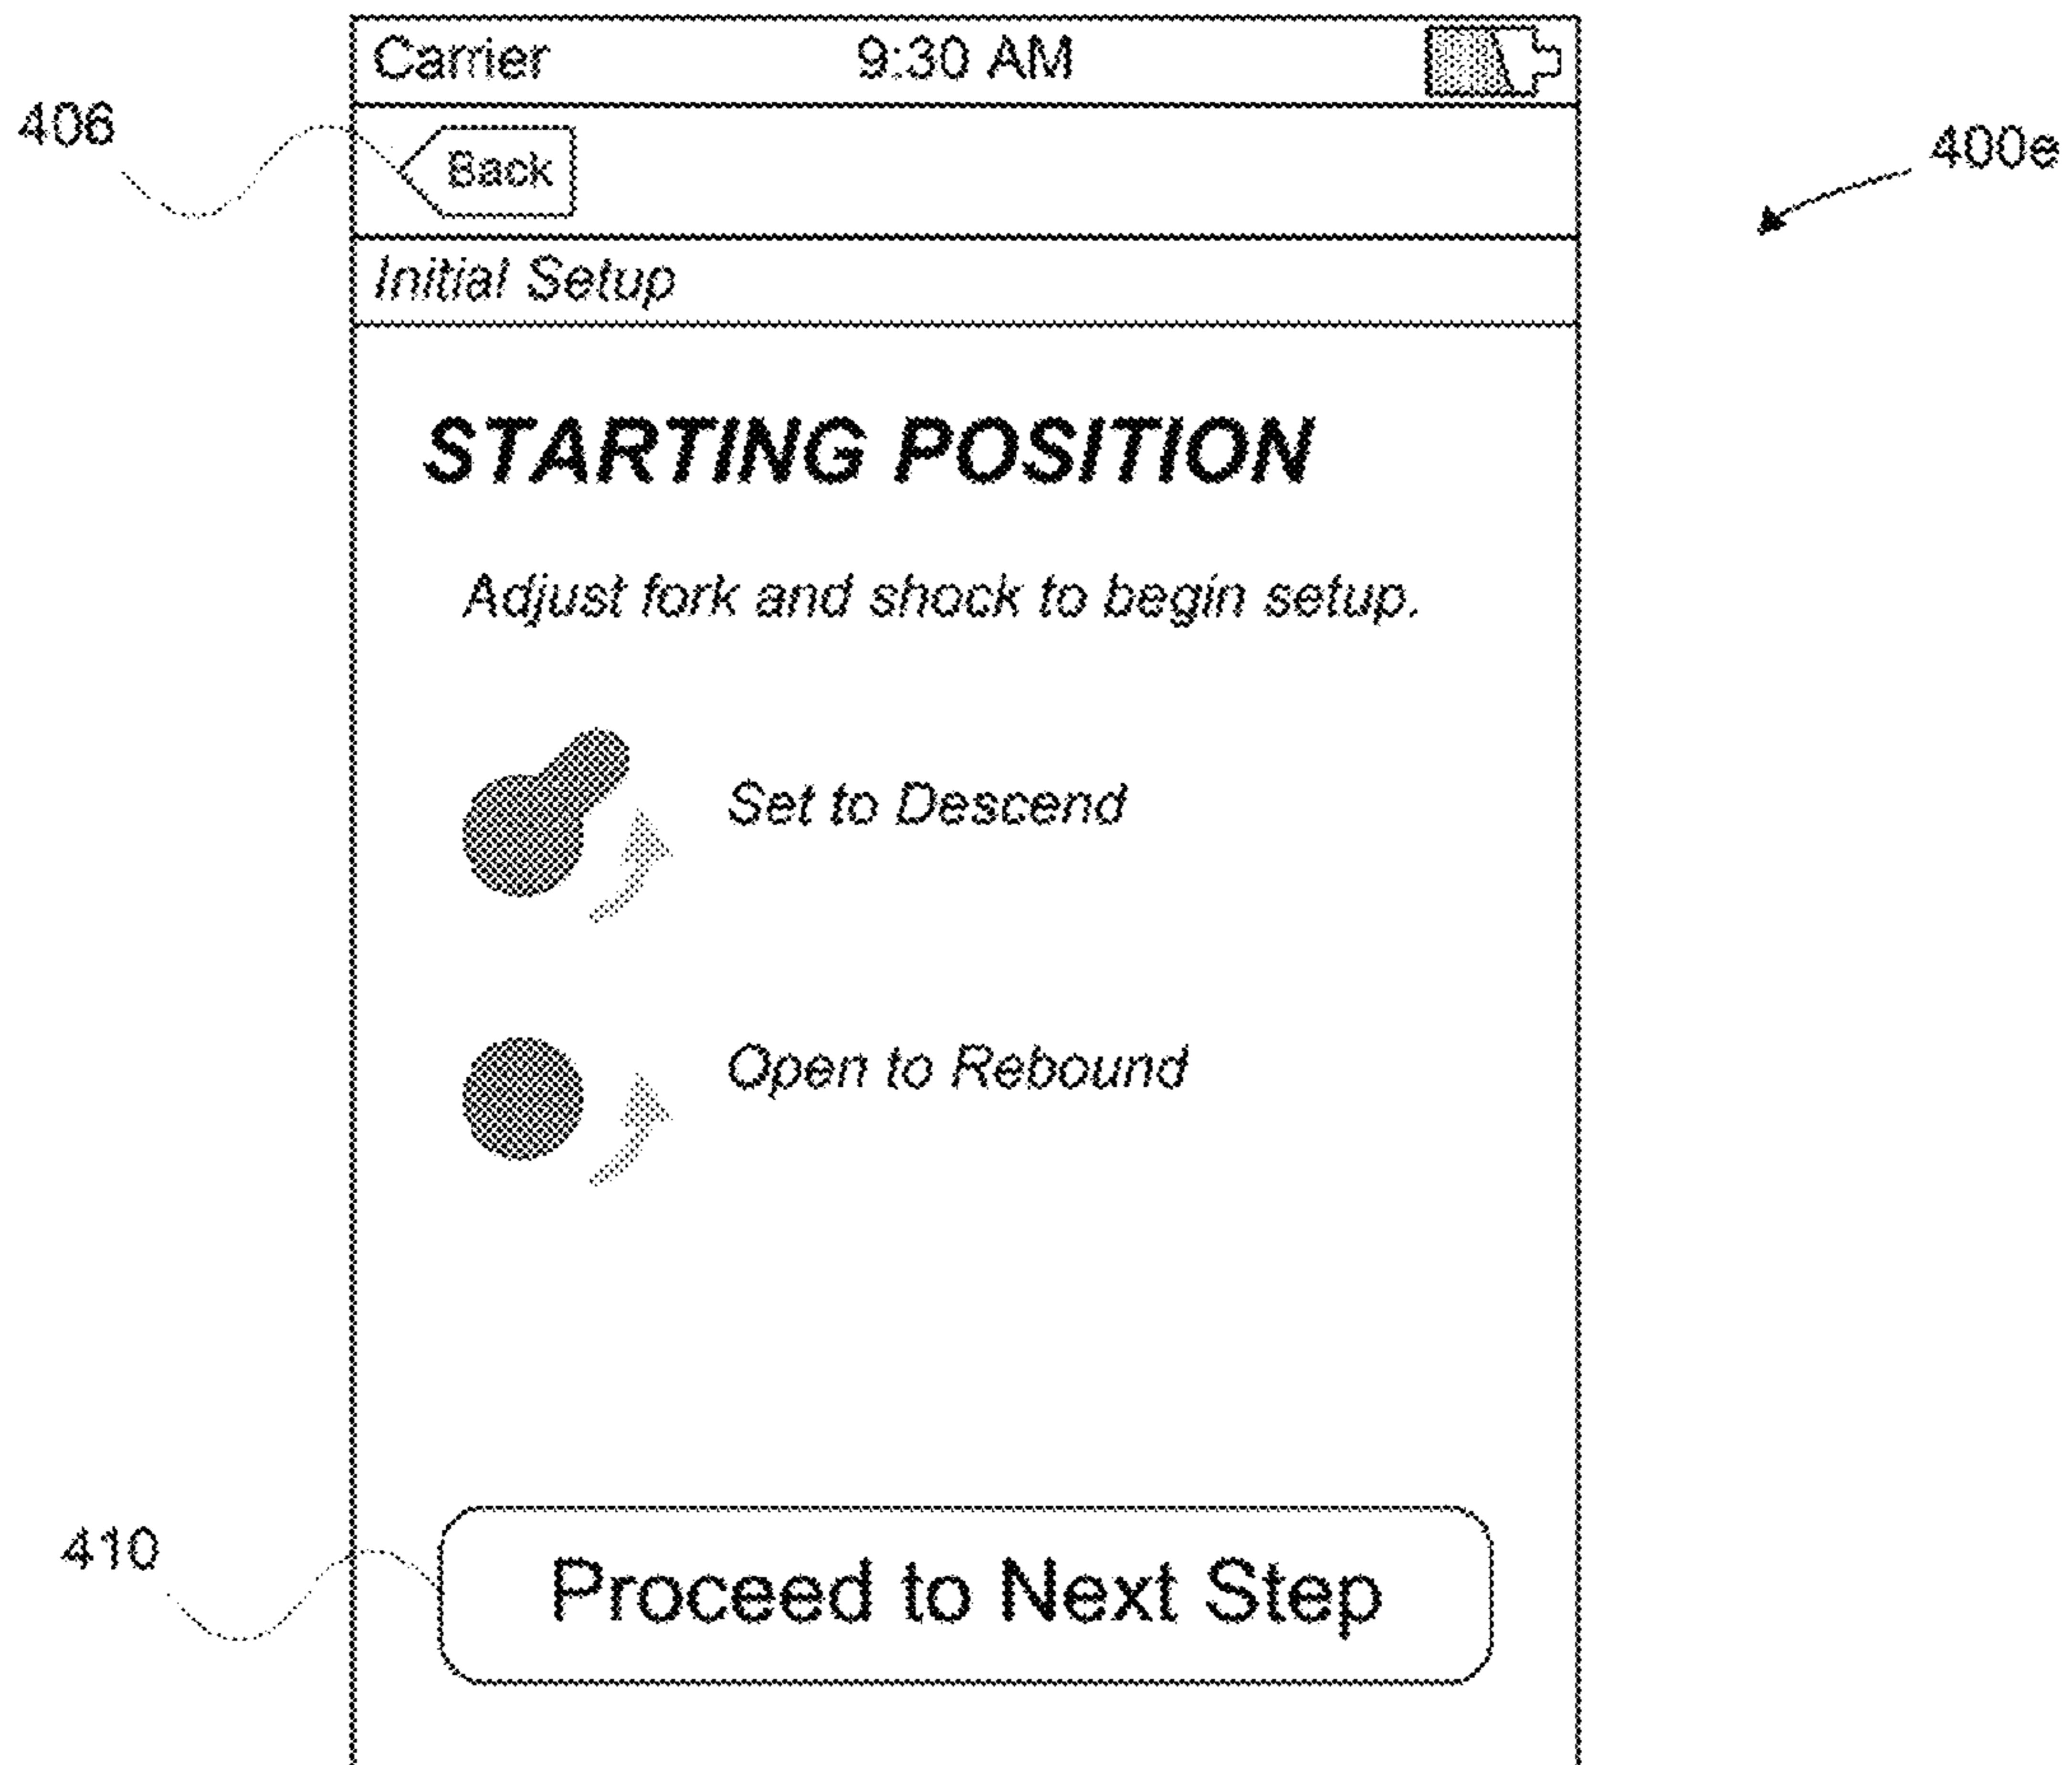 Carrier 9:30 AM
406
Back
400e
Initial Setup
STARTING POSITION
Adjust fork and shock to begin setup.
Set to Descend
Open to Rebound
410
Proceed to Next Step